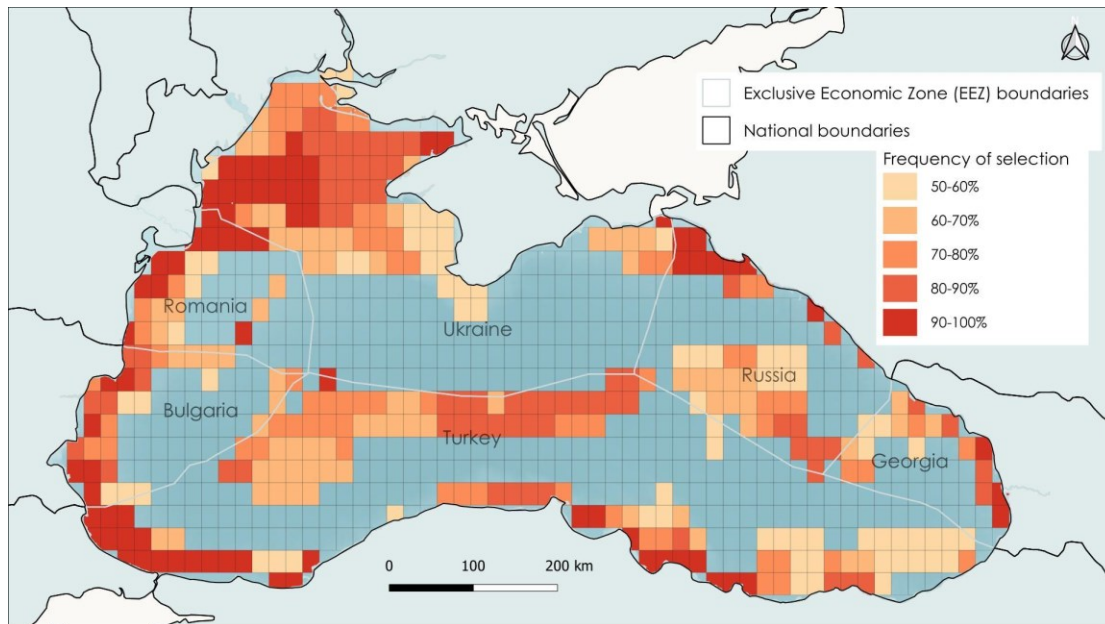 N
Exclusive Economic Zone (EEZ) boundaries
National boundaries
Frequency of selection
50-60%
60-70%
70-80%
80-90%
90-100%
Romania
Ukraine
Russia
Bulgaria
Turkey
Georgia
0 100 200 km